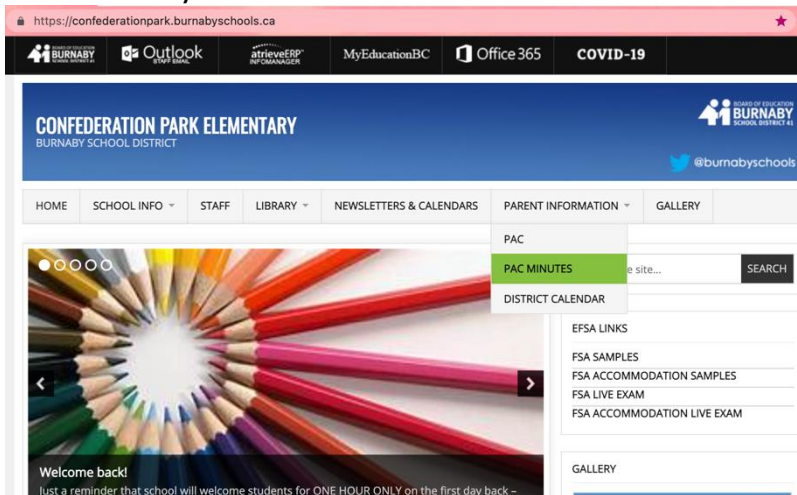 https://confederationpark.burnabyschools.ca
BOARD OF EDUCATION BURNABY SCHOOL DISTRICT 41
Outlook STAFF EMAIL
atrieveERP INFOMANAGER
MyEducationBC
Office 365
COVID-19
CONFEDERATION PARK ELEMENTARY
BURNABY SCHOOL DISTRICT
BOARD OF EDUCATION
BURNABY
SCHOOL DISTRICT 41
@burnabyschools
HOME SCHOOL INFO STAFF LIBRARY NEWSLETTERS & CALENDARS PARENT INFORMATION GALLERY
PAC
PAC MINUTES
DISTRICT CALENDAR
site...
SEARCH
EFSA LINKS
FSA SAMPLES
FSA ACCOMMODATION SAMPLES
FSA LIVE EXAM
FSA ACCOMMODATION LIVE EXAM
Welcome back!
Just a reminder that school will welcome students for ONE HOUR ONLY on the first day back –
GALLERY